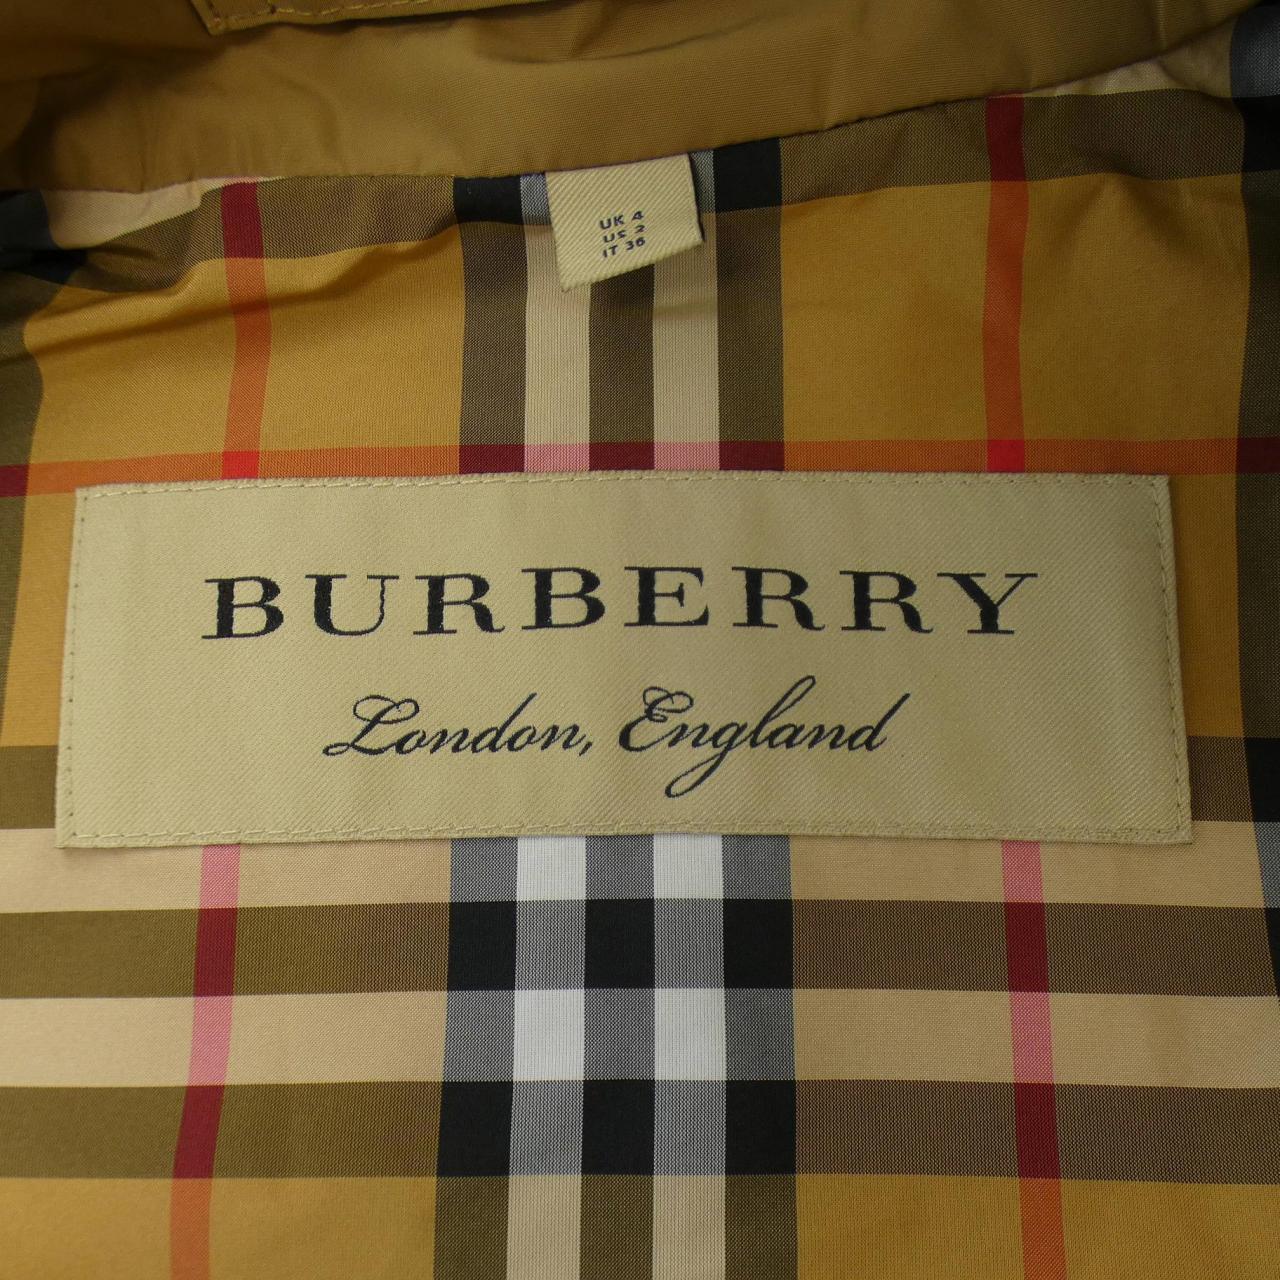 UK 4
US 2
IT 36
BURBERRY
London, England